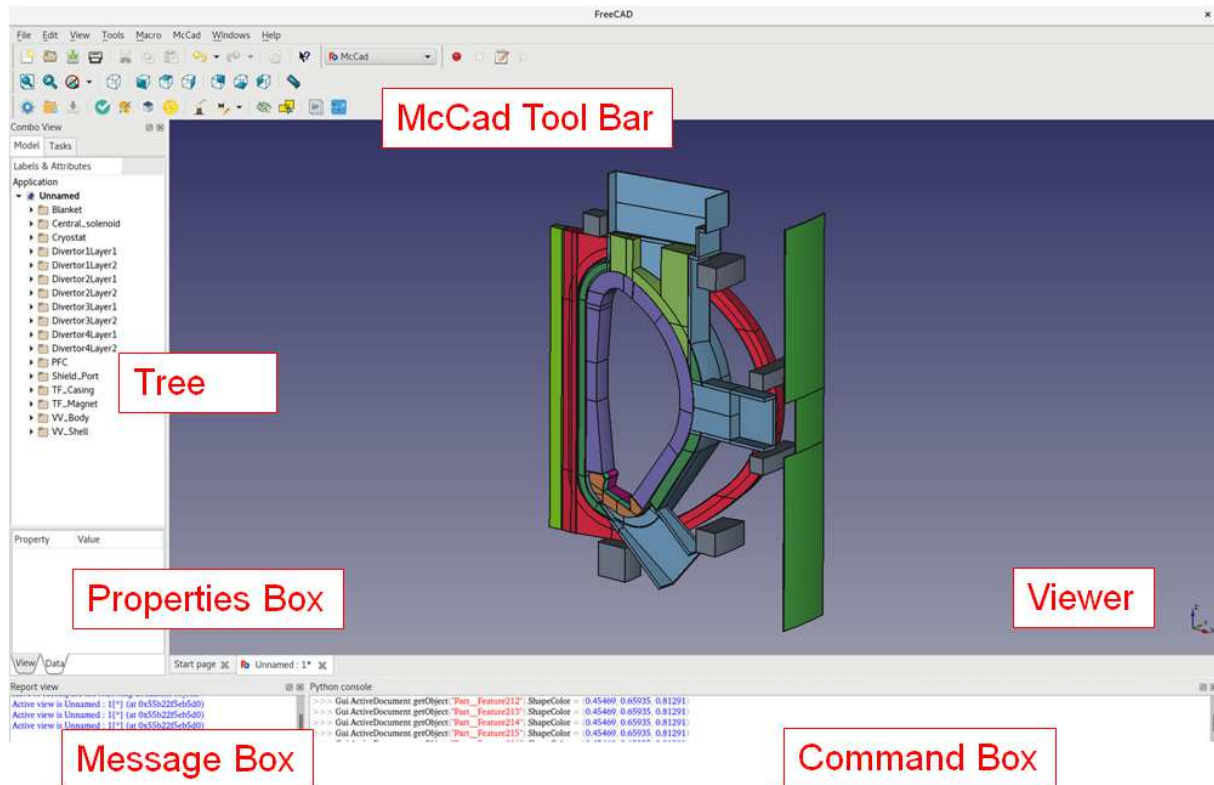 FreeCAD
File Edit View Tools Macro McCad Windows Help
McCad
McCad Tool Bar
Combo View
Model Tasks
Labels & Attributes
Application
Unnamed
Blanket
Central_solenoid
Cryostat
Divertor1Layer1
Divertor1Layer2
Divertor2Layer1
Divertor2Layer2
Divertor3Layer1
Divertor3Layer2
Divertor4Layer1
Divertor4Layer2
PFC
Shield_Port
TF_Casing
TF_Magnet
VV_Body
VV_Shell
Tree
Property Value
Properties Box
Viewer
View Data
Start page Unnamed : 1*
Report view
Active view is Unnamed : 1[*] (at 0x55b22f5eb5d0)
Active view is Unnamed : 1[*] (at 0x55b22f5eb5d0)
Active view is Unnamed : 1[*] (at 0x55b22f5eb5d0)
Message Box
Python console
>>> Gui.ActiveDocument.getObject("Part__Feature212").ShapeColor = (0.45469, 0.65935, 0.81291)
>>> Gui.ActiveDocument.getObject("Part__Feature213").ShapeColor = (0.45469, 0.65935, 0.81291)
>>> Gui.ActiveDocument.getObject("Part__Feature214").ShapeColor = (0.45469, 0.65935, 0.81291)
>>> Gui.ActiveDocument.getObject("Part__Feature215").ShapeColor = (0.45469, 0.65935, 0.81291)
Command Box